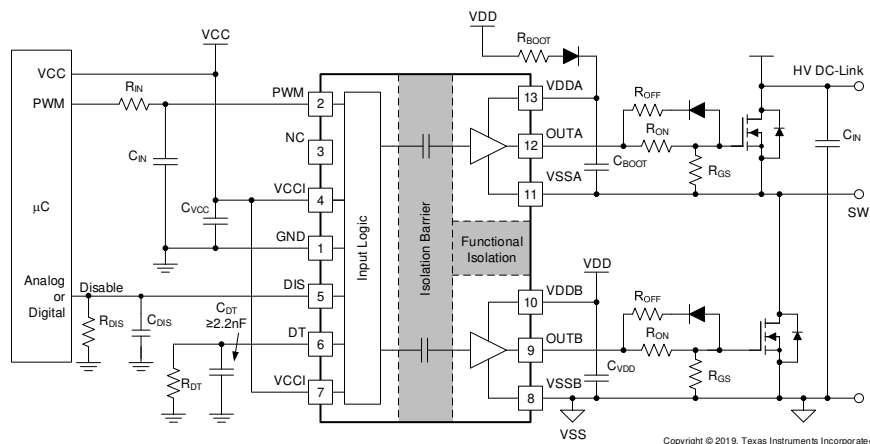 VDD
RBOOT
VCC
VCC
RIN
PWM
CIN
µC
CVCC
Analog
or
Digital
Disable
RDIS
CDIS
CDT
≥2.2nF
RDT
PWM
2
NC
3
VCCI
4
GND
1
DIS
5
DT
6
VCCI
7
Input Logic
Isolation Barrier
Functional
Isolation
13
VDDA
12
OUTA
11
VSSA
10
VDDB
9
OUTB
8
VSSB
CBOOT
ROFF
RON
RGS
HV DC-Link
CIN
SW
VDD
ROFF
RON
CVDD
RGS
VSS
Copyright © 2019, Texas Instruments Incorporated